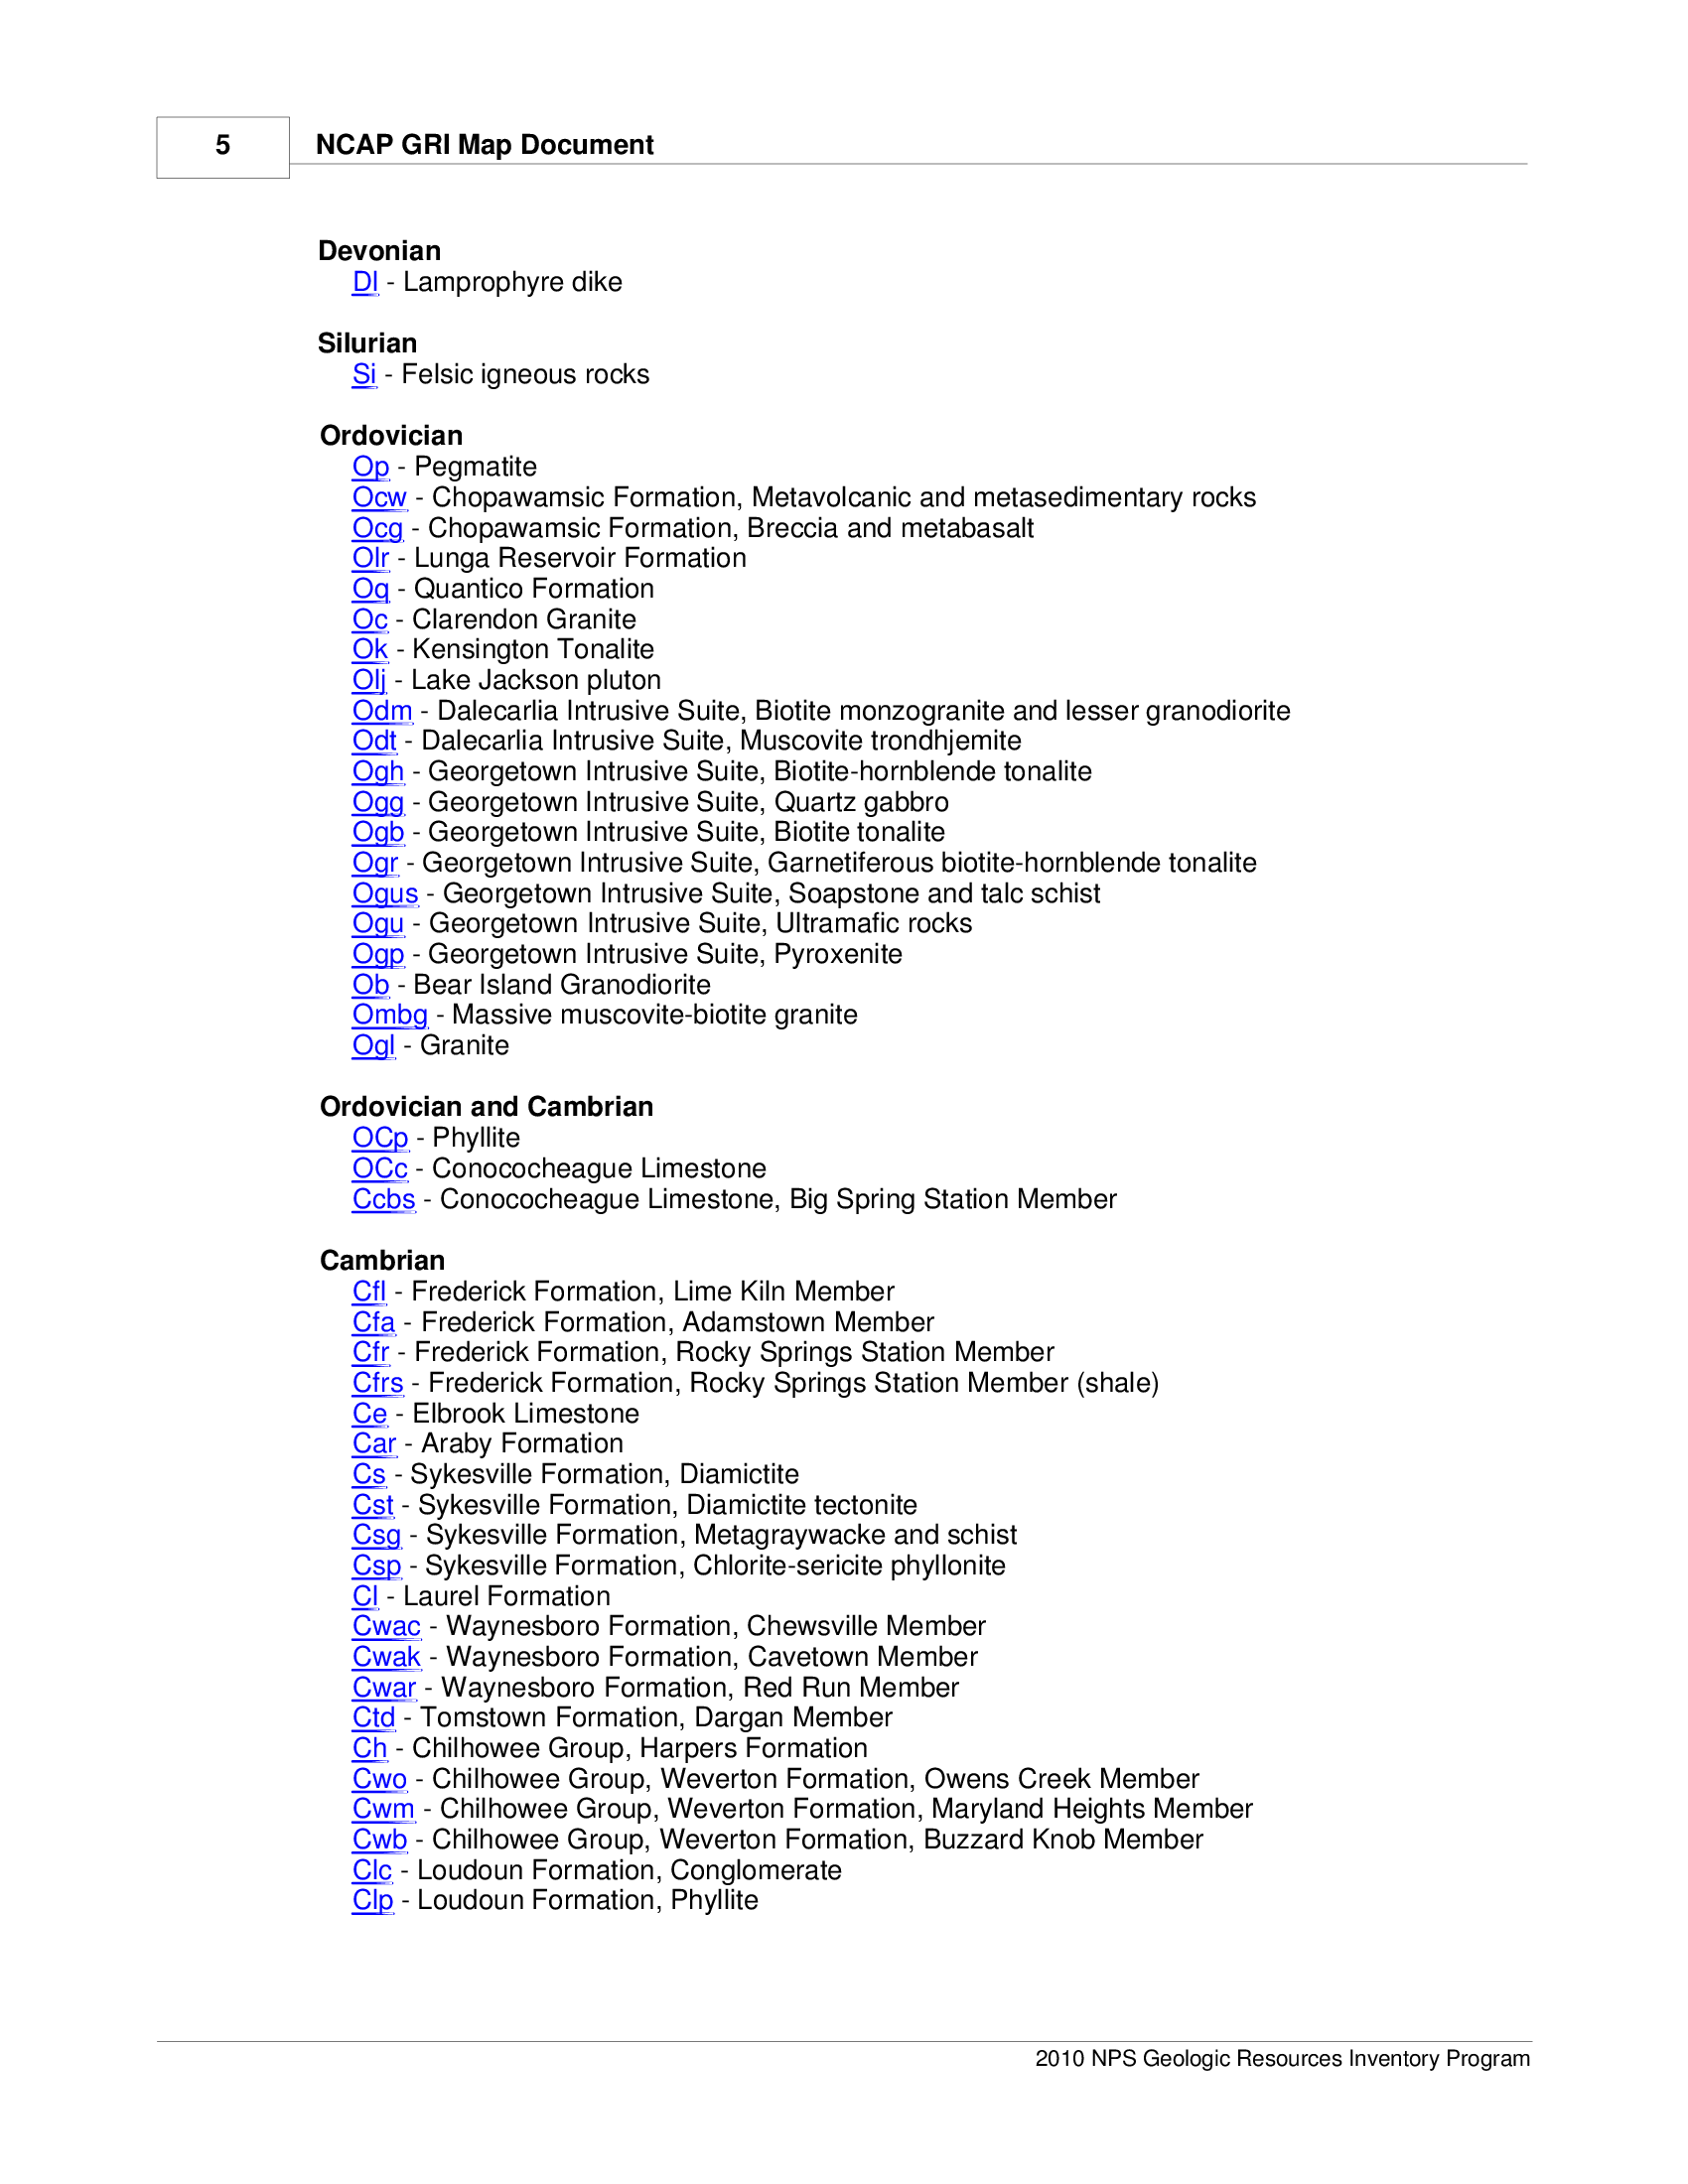 5
NCAP GRI Map Document
Devonian
Dl - Lamprophyre dike
Silurian
Si - Felsic igneous rocks
Ordovician
Op - Pegmatite
Ocw - Chopawamsic Formation, Metavolcanic and metasedimentary rocks
Ocg - Chopawamsic Formation, Breccia and metabasalt
Olr - Lunga Reservoir Formation
Oq - Quantico Formation
Oc - Clarendon Granite
Ok - Kensington Tonalite
Olj - Lake Jackson pluton
Odm - Dalecarlia Intrusive Suite, Biotite monzogranite and lesser granodiorite
Odt - Dalecarlia Intrusive Suite, Muscovite trondhjemite
Ogh - Georgetown Intrusive Suite, Biotite-hornblende tonalite
Ogg - Georgetown Intrusive Suite, Quartz gabbro
Ogb - Georgetown Intrusive Suite, Biotite tonalite
Ogr - Georgetown Intrusive Suite, Garnetiferous biotite-hornblende tonalite
Ogus - Georgetown Intrusive Suite, Soapstone and talc schist
Ogu - Georgetown Intrusive Suite, Ultramafic rocks
Ogp - Georgetown Intrusive Suite, Pyroxenite
Ob - Bear Island Granodiorite
Ombg - Massive muscovite-biotite granite
Ogl - Granite
Ordovician and Cambrian
OCp - Phyllite
OCc - Conococheague Limestone
Ccbs - Conococheague Limestone, Big Spring Station Member
Cambrian
Cfl - Frederick Formation, Lime Kiln Member
Cfa - Frederick Formation, Adamstown Member
Cfr - Frederick Formation, Rocky Springs Station Member
Cfrs - Frederick Formation, Rocky Springs Station Member (shale)
Ce - Elbrook Limestone
Car - Araby Formation
Cs - Sykesville Formation, Diamictite
Cst - Sykesville Formation, Diamictite tectonite
Csg - Sykesville Formation, Metagraywacke and schist
Csp - Sykesville Formation, Chlorite-sericite phyllonite
Cl - Laurel Formation
Cwac - Waynesboro Formation, Chewsville Member
Cwak - Waynesboro Formation, Cavetown Member
Cwar - Waynesboro Formation, Red Run Member
Ctd - Tomstown Formation, Dargan Member
Ch - Chilhowee Group, Harpers Formation
Cwo - Chilhowee Group, Weverton Formation, Owens Creek Member
Cwm - Chilhowee Group, Weverton Formation, Maryland Heights Member
Cwb - Chilhowee Group, Weverton Formation, Buzzard Knob Member
Clc - Loudoun Formation, Conglomerate
Clp - Loudoun Formation, Phyllite
2010 NPS Geologic Resources Inventory Program